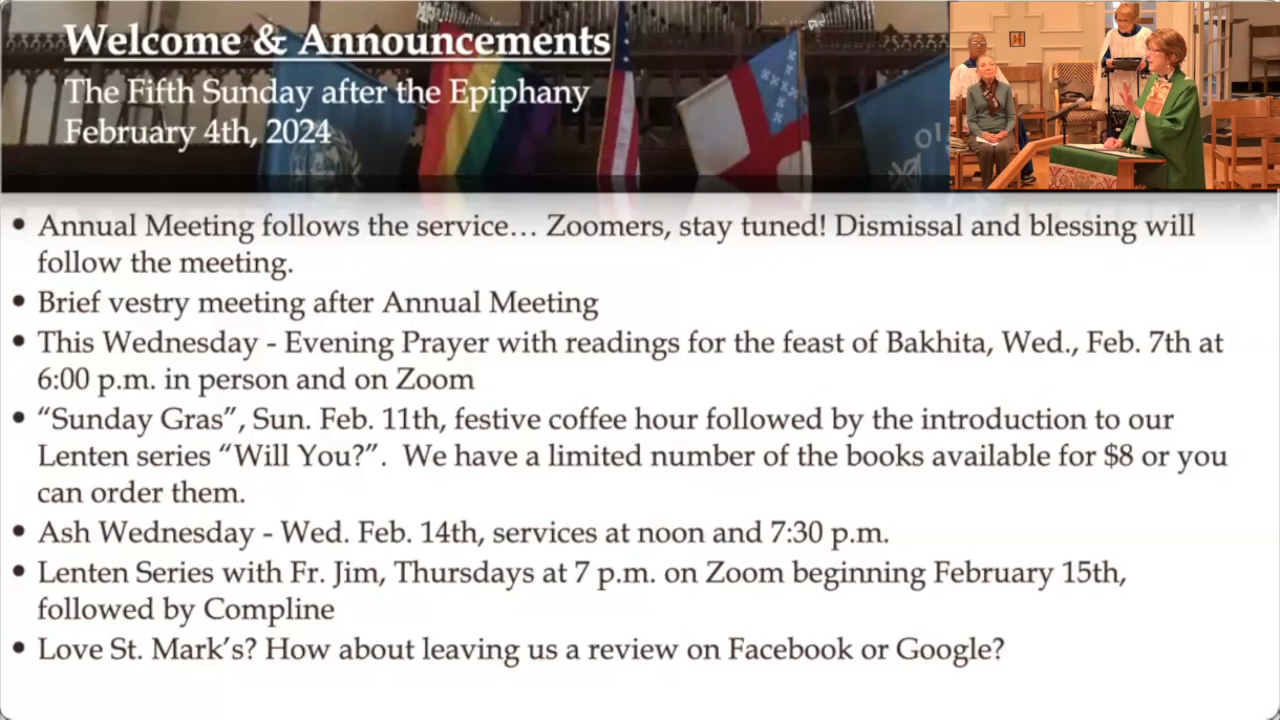 Welcome & Announcements
The Fifth Sunday after the Epiphany
February 4th, 2024
• Annual Meeting follows the service… Zoomers, stay tuned! Dismissal and blessing will
follow the meeting.
• Brief vestry meeting after Annual Meeting
• This Wednesday - Evening Prayer with readings for the feast of Bakhita, Wed., Feb. 7th at
6:00 p.m. in person and on Zoom
• “Sunday Gras”, Sun. Feb. 11th, festive coffee hour followed by the introduction to our
Lenten series “Will You?”.  We have a limited number of the books available for $8 or you
can order them.
• Ash Wednesday - Wed. Feb. 14th, services at noon and 7:30 p.m.
• Lenten Series with Fr. Jim, Thursdays at 7 p.m. on Zoom beginning February 15th,
followed by Compline
• Love St. Mark’s? How about leaving us a review on Facebook or Google?